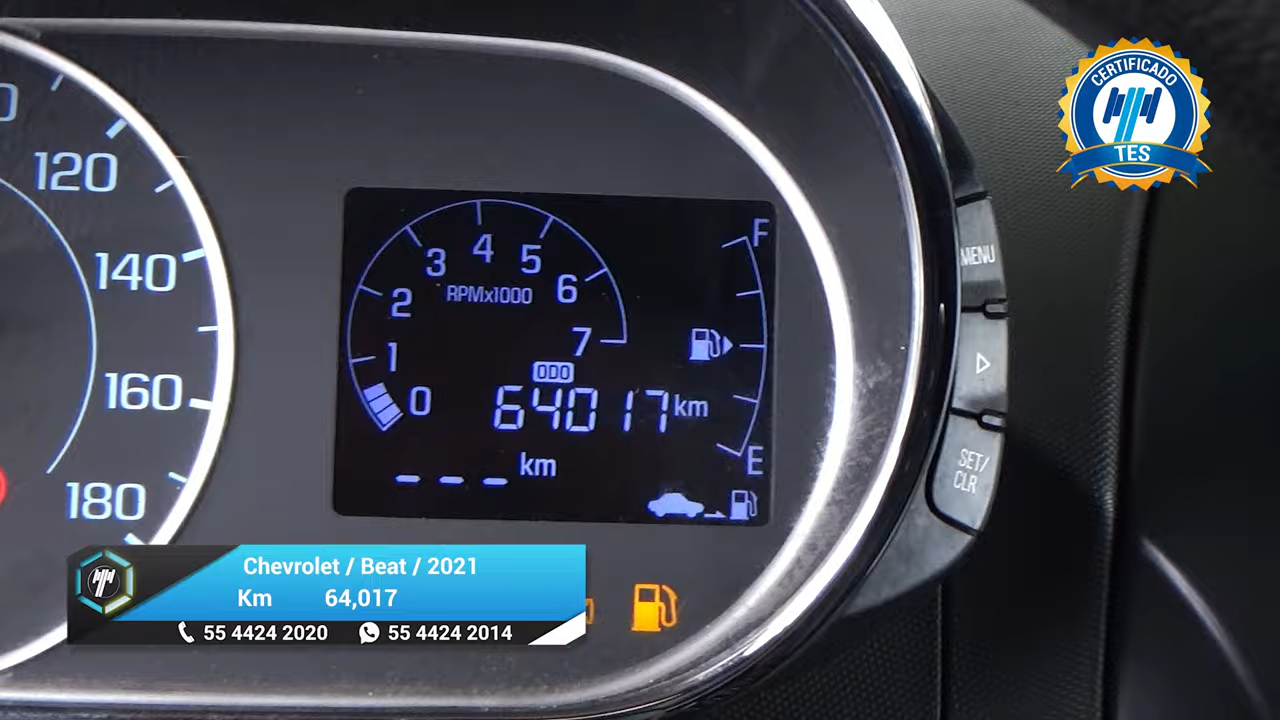 CERTIFICADO
TES
120
140
160
180
F
MENU
4
3
5
RPMx1000
2
6
7
1
ODO
0
64017 km
E
--- km
SET/
CLR
Chevrolet / Beat / 2021
Km 64,017
55 4424 2020 55 4424 2014